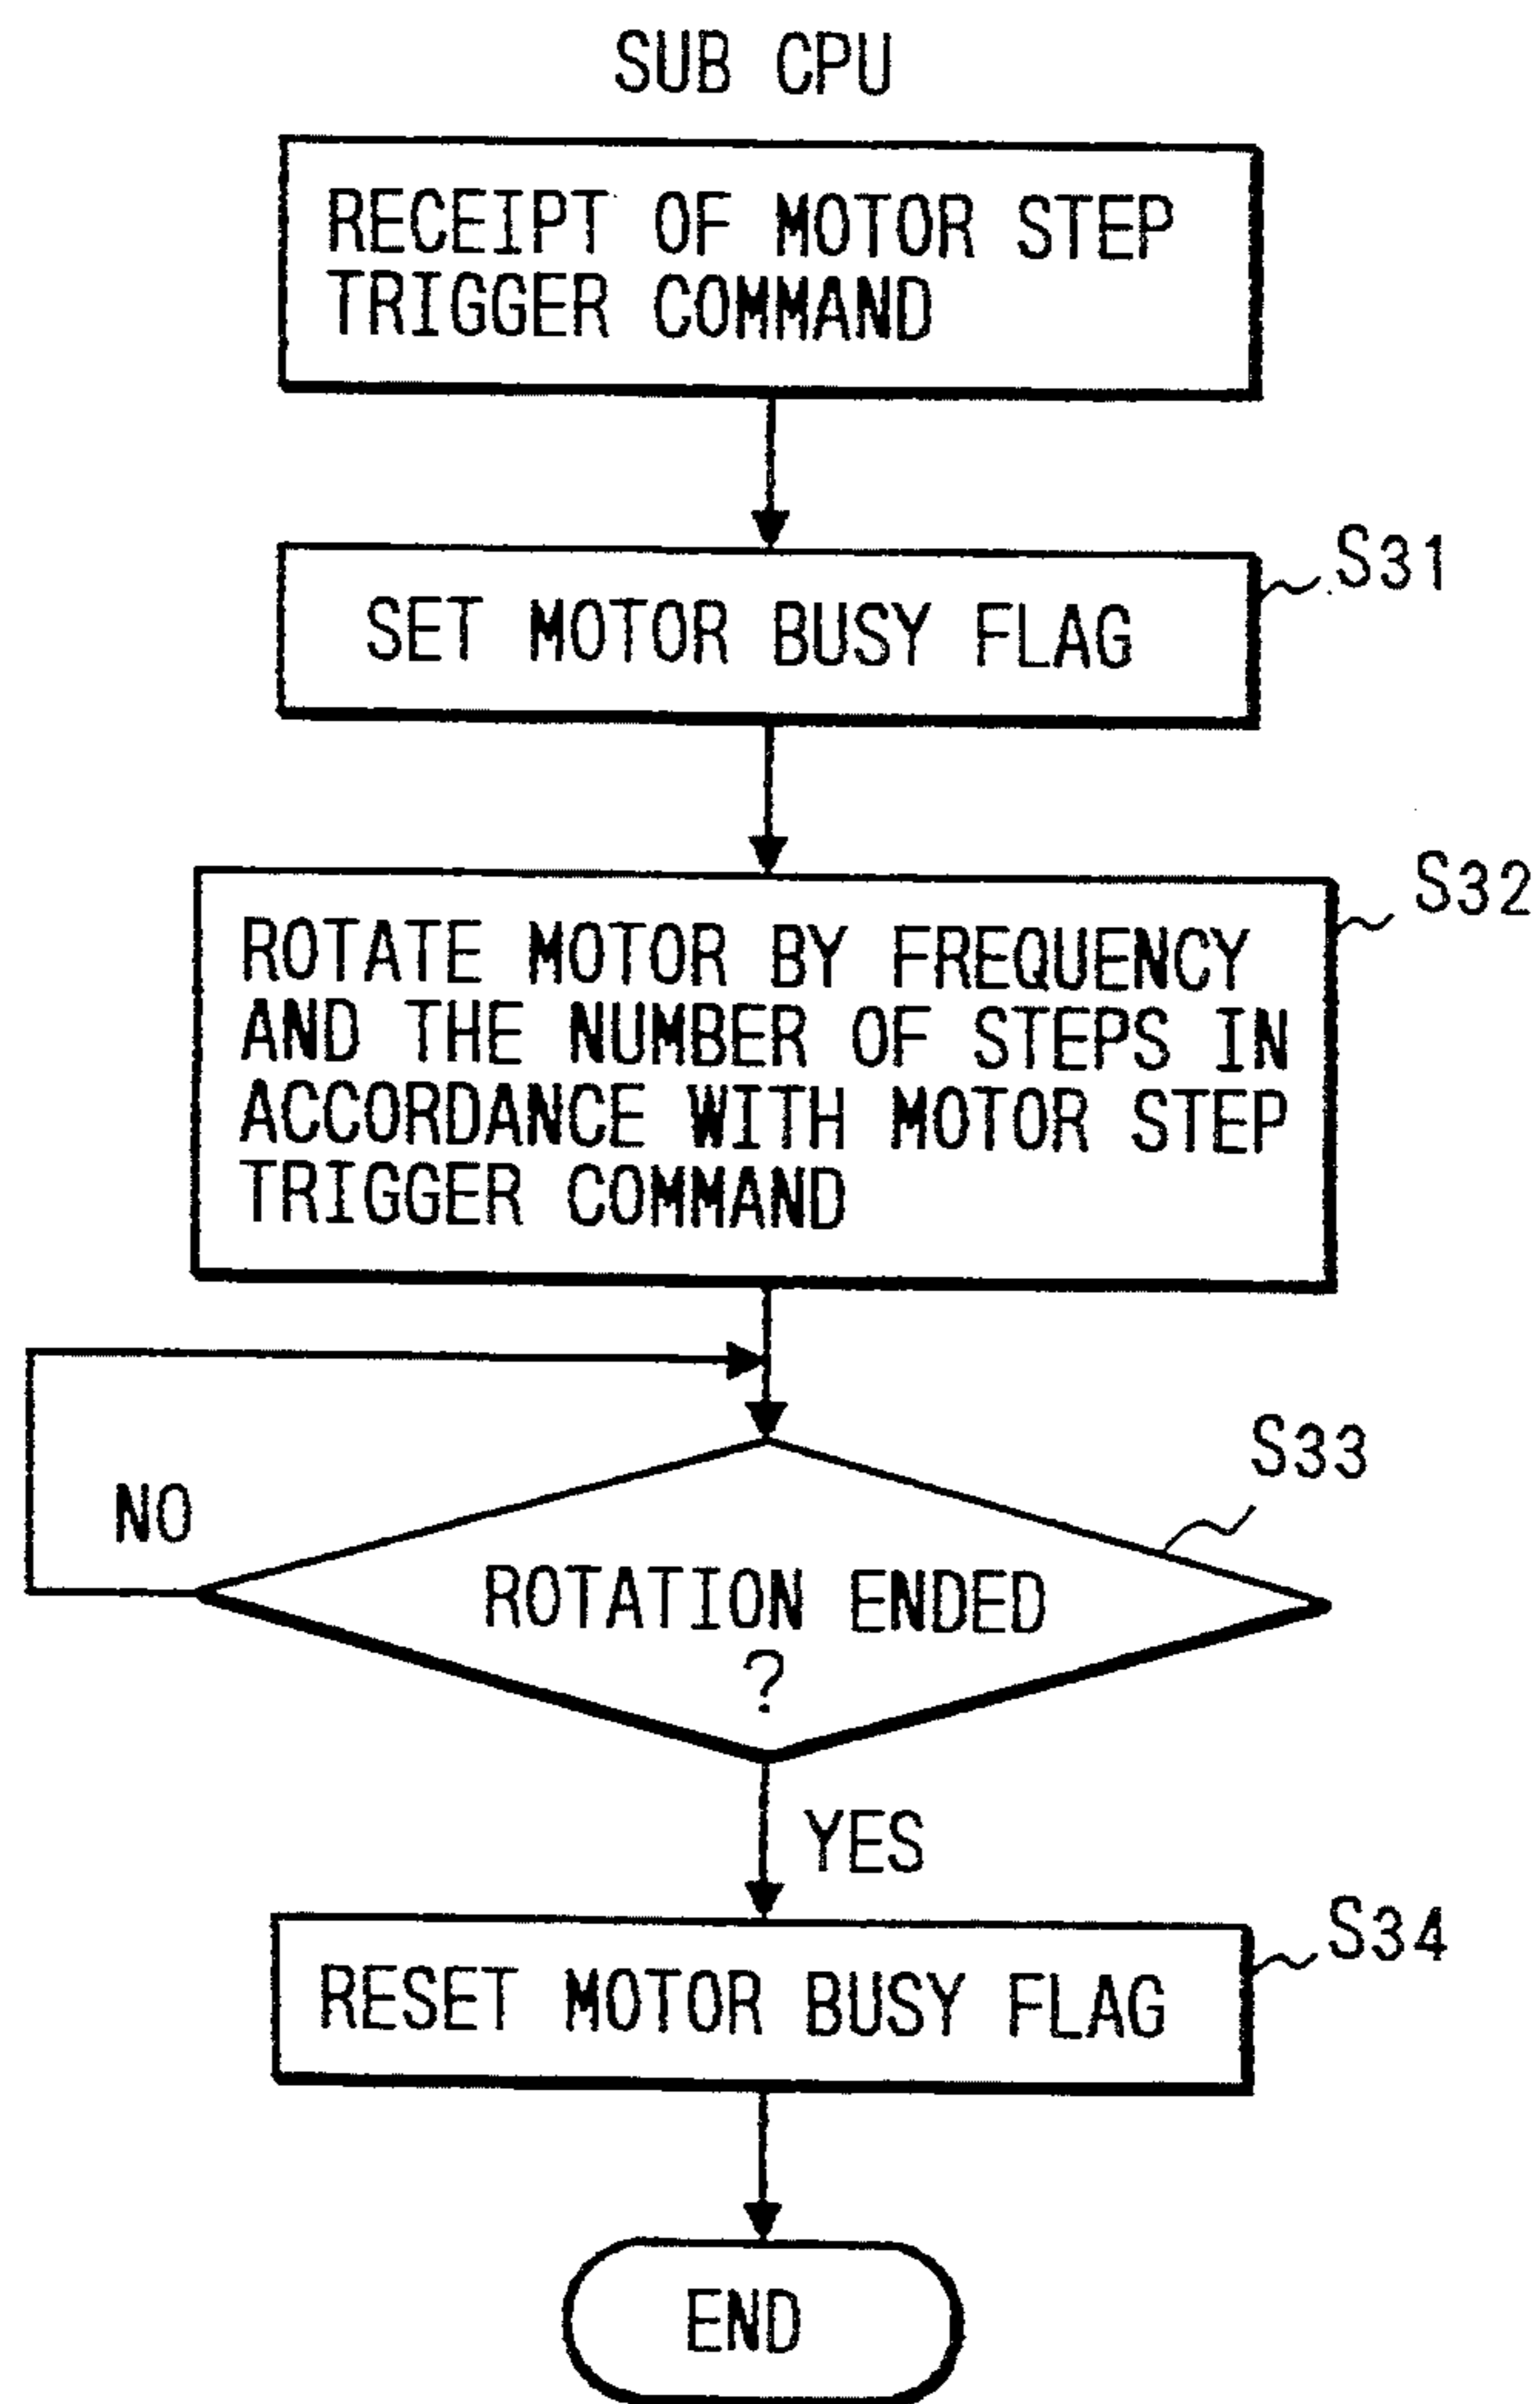 SUB CPU
RECEIPT OF MOTOR STEP
TRIGGER COMMAND
S31
SET MOTOR BUSY FLAG
S32
ROTATE MOTOR BY FREQUENCY
AND THE NUMBER OF STEPS IN
ACCORDANCE WITH MOTOR STEP
TRIGGER COMMAND
S33
NO
ROTATION ENDED
?
YES
S34
RESET MOTOR BUSY FLAG
END